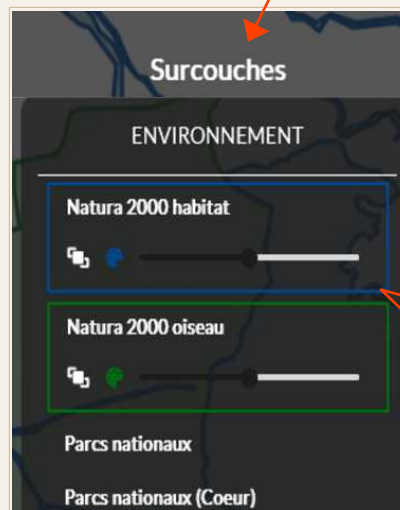 Surcouches
ENVIRONNEMENT
Natura 2000 habitat
Natura 2000 oiseau
Parcs nationaux
Parcs nationaux (Coeur)